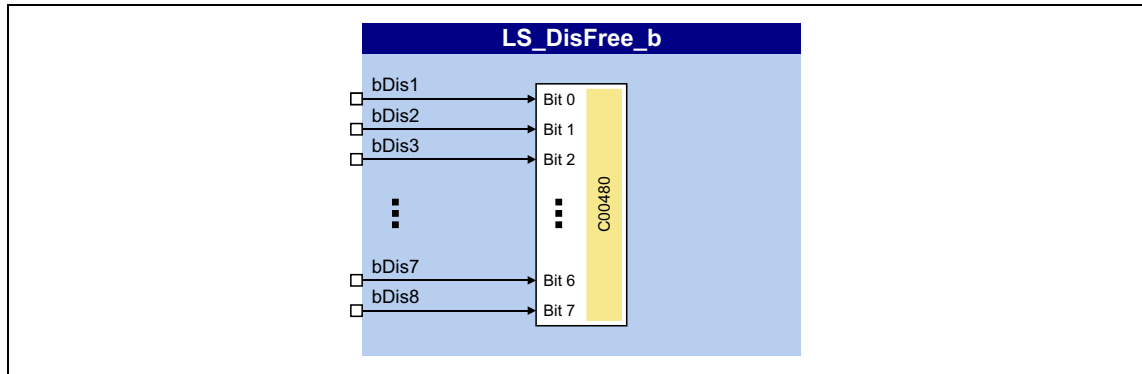 LS_DisFree_b
bDis1
Bit 0
bDis2
Bit 1
bDis3
Bit 2
C00480
bDis7
Bit 6
bDis8
Bit 7